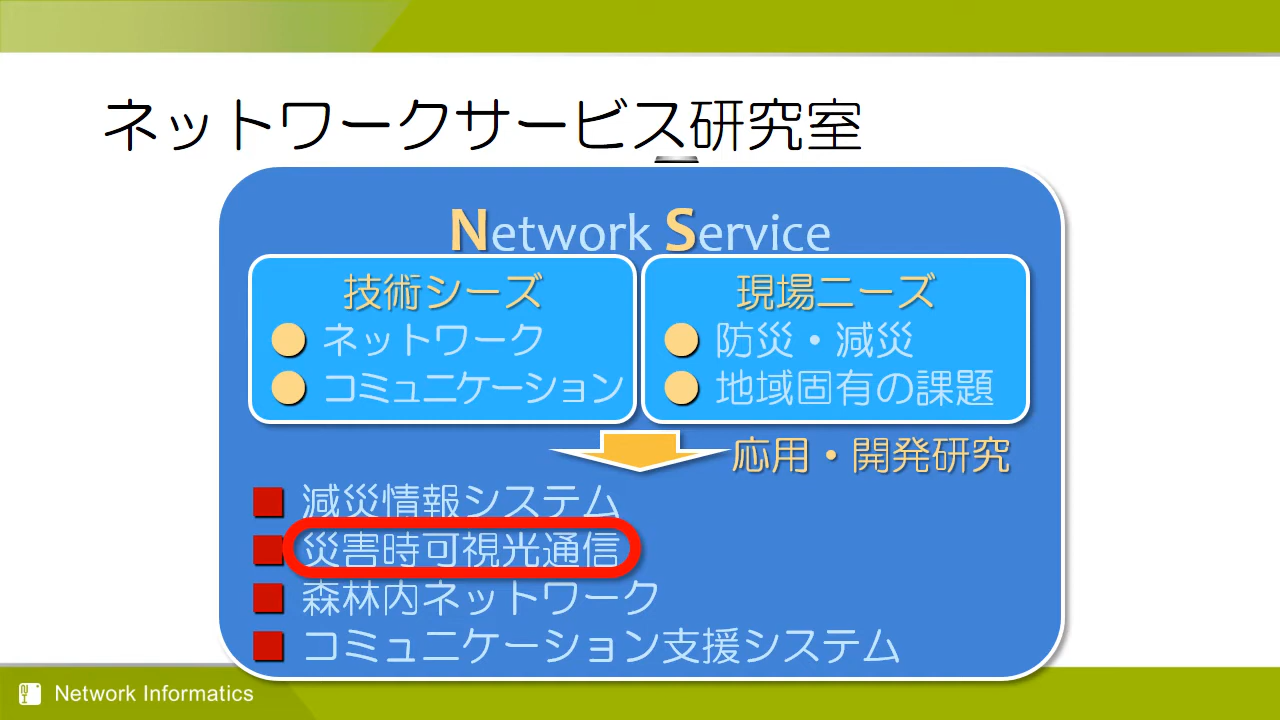 ネットワークサービス研究室
Network Service
技術シーズ
ネットワーク
コミュニケーション
現場ニーズ
防災・減災
地域固有の課題
応用・開発研究
減災情報システム
災害時可視光通信
森林内ネットワーク
コミュニケーション支援システム
NI
Network Informatics